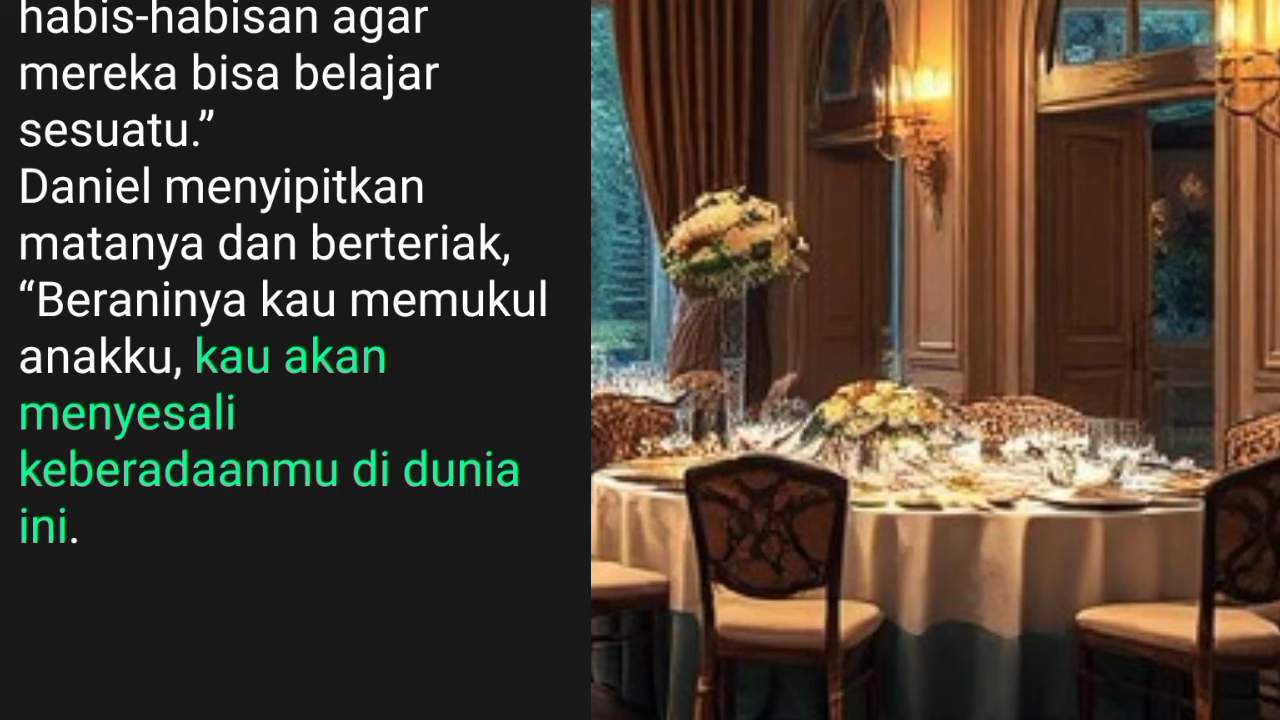 habis-habisan agar
mereka bisa belajar
sesuatu.”
Daniel menyipitkan
matanya dan berteriak,
“Beraninya kau memukul
anakku, kau akan
menyesali
keberadaanmu di dunia
ini.